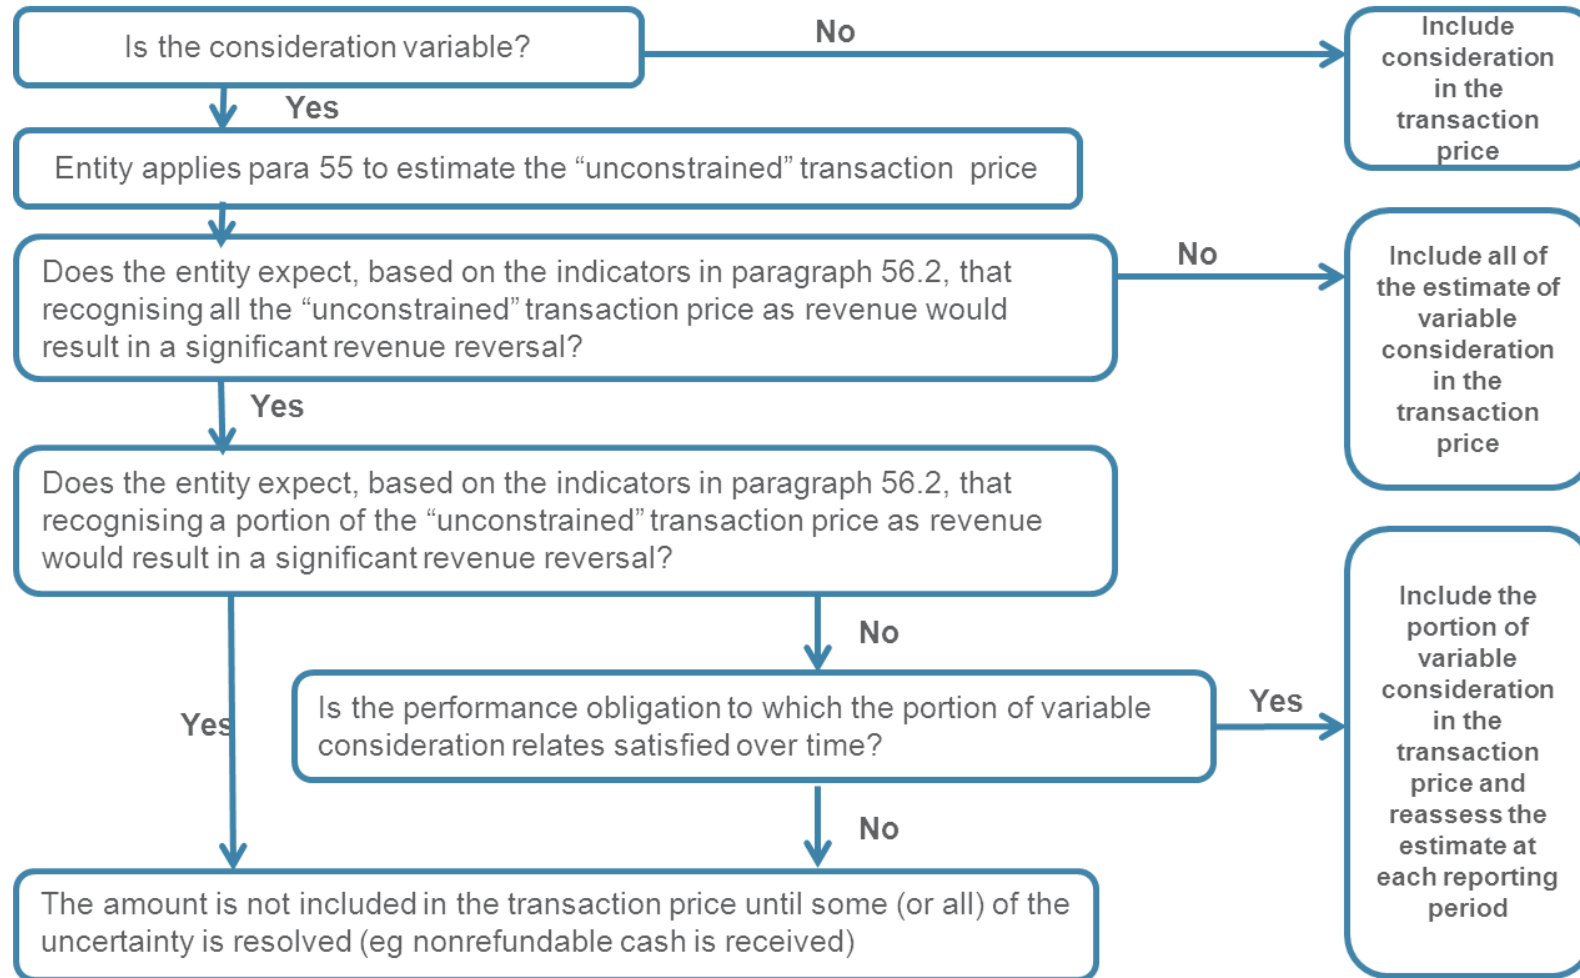 Is the consideration variable?
No
Include
consideration
in the
transaction
price
Yes
Entity applies para 55 to estimate the “unconstrained” transaction price
Does the entity expect, based on the indicators in paragraph 56.2, that
recognising all the “unconstrained” transaction price as revenue would
result in a significant revenue reversal?
No
Include all of
the estimate of
variable
consideration
in the
transaction
price
Yes
Does the entity expect, based on the indicators in paragraph 56.2, that
recognising a portion of the “unconstrained” transaction price as revenue
would result in a significant revenue reversal?
No
Is the performance obligation to which the portion of variable
consideration relates satisfied over time?
Yes
Include the
portion of
variable
consideration
in the
transaction
price and
reassess the
estimate at
each reporting
period
Yes
No
The amount is not included in the transaction price until some (or all) of the
uncertainty is resolved (eg nonrefundable cash is received)